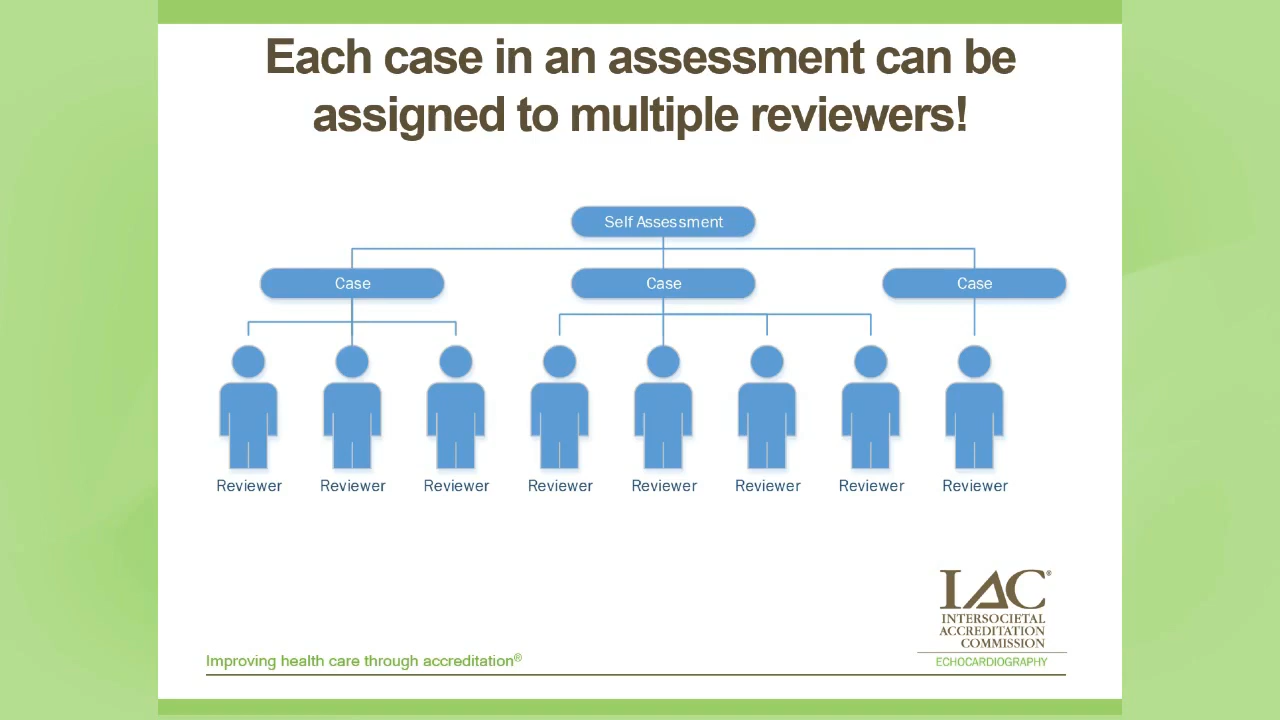 Each case in an assessment can be
assigned to multiple reviewers!
Self Assessment
Case Case Case
Reviewer Reviewer Reviewer Reviewer Reviewer Reviewer Reviewer Reviewer
IAC®
INTERSOCIETAL
ACCREDITATION
COMMISSION
ECHOCARDIOGRAPHY
Improving health care through accreditation®